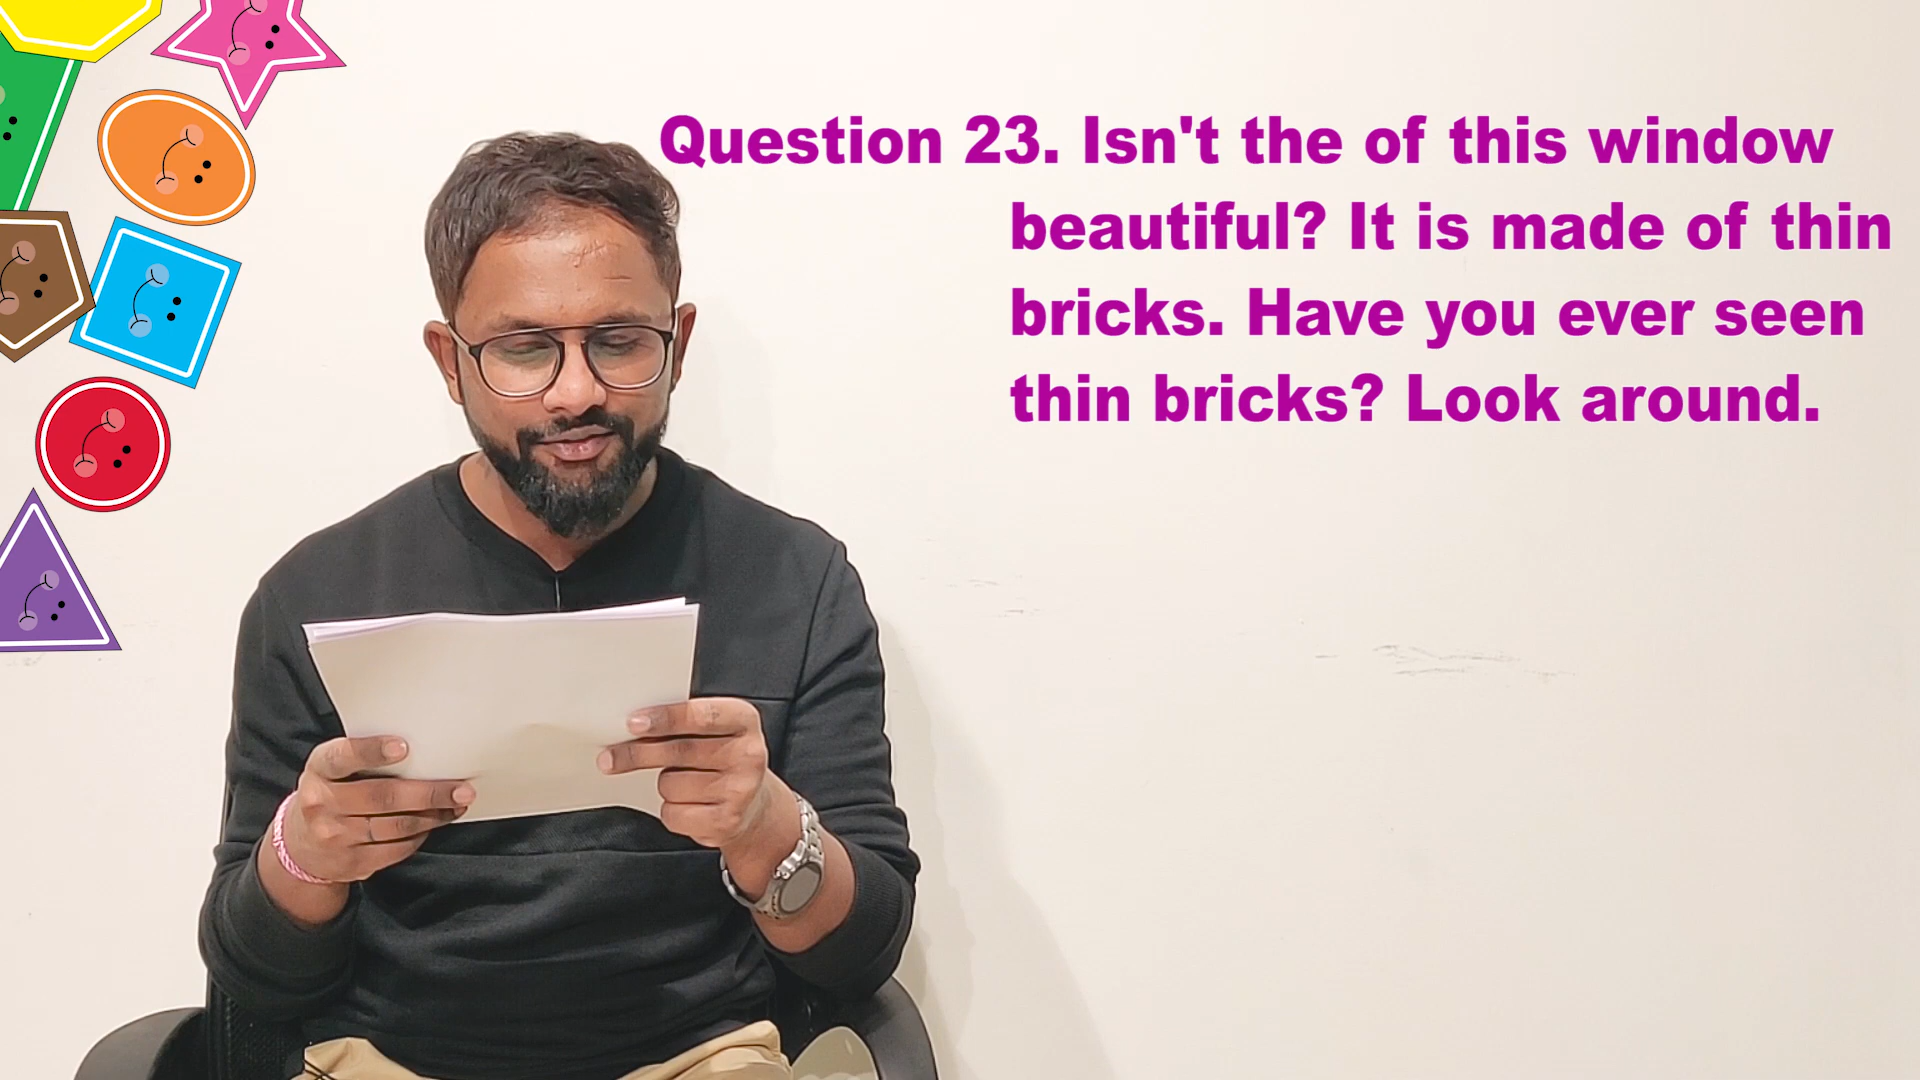 Question 23. Isn't the of this window
beautiful? It is made of thin
bricks. Have you ever seen
thin bricks? Look around.